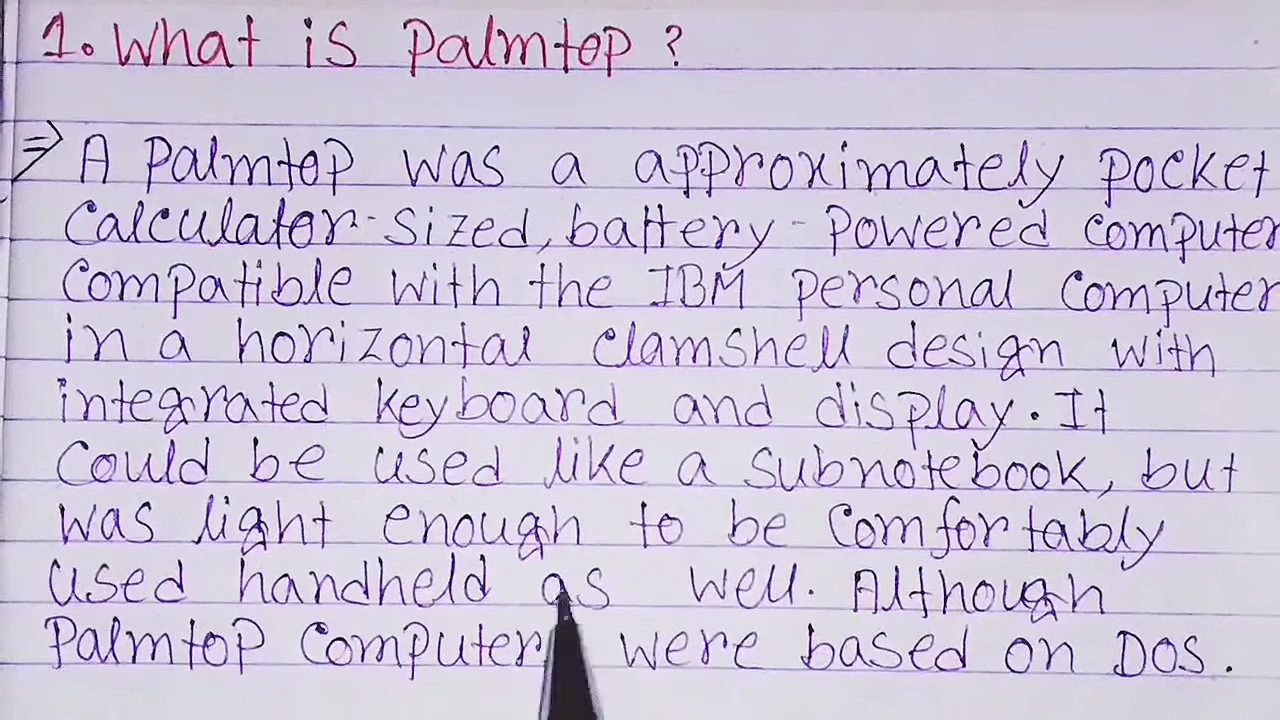 1. What is Palmtop?
⇒ A Palmtop was a approximately pocket
Calculator-sized, battery-powered computer
Compatible with the IBM personal Computer
in a horizontal clamshell design with
integrated keyboard and display. It
Could be used like a subnotebook, but
was light enough to be Comfortably
used handheld as well. Although
Palmtop Computer were based on DOS.